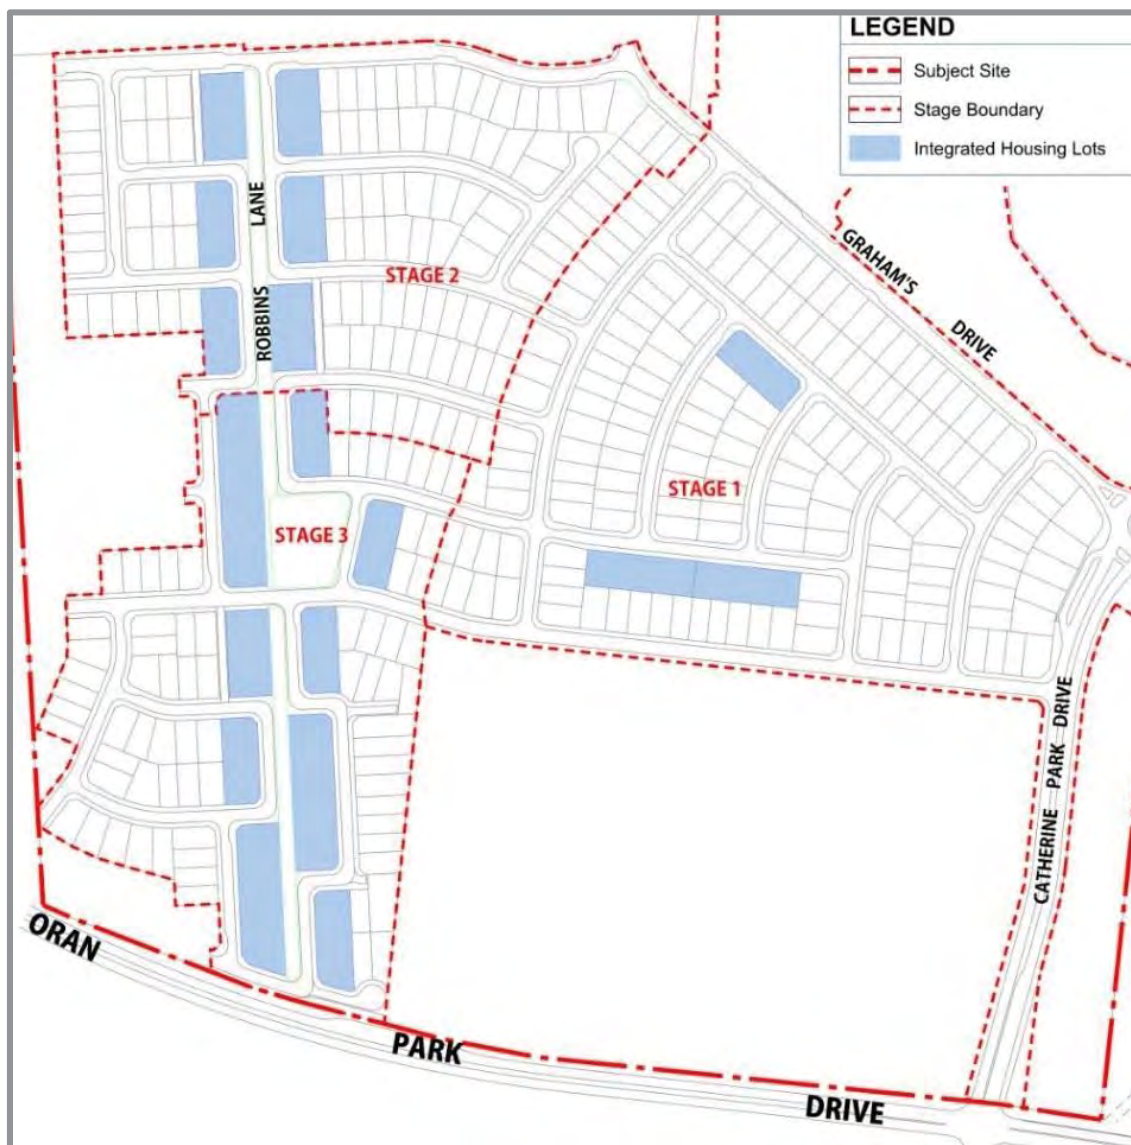 LEGEND
Subject Site
Stage Boundary
Integrated Housing Lots
ROBBINS LANE
GRAHAM'S DRIVE
STAGE 2
STAGE 1
STAGE 3
CATHERINE PARK DRIVE
ORAN PARK DRIVE